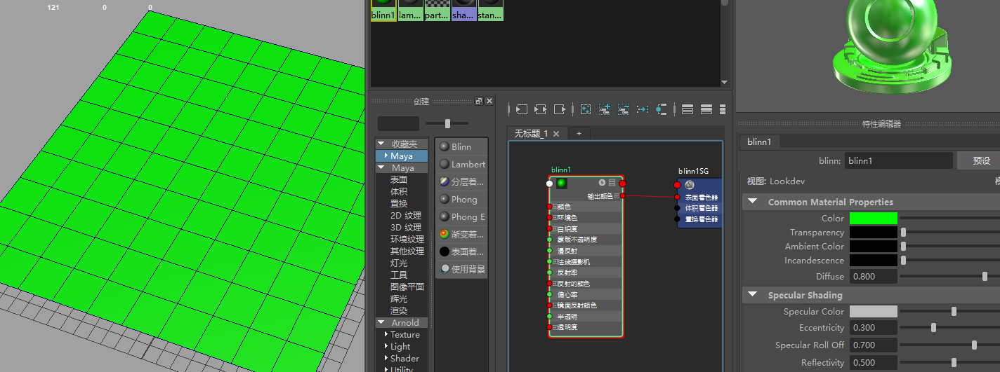 121 0 0
blinn1 lam... part... sha... stan...
创建
收藏夹
Maya
Maya
表面
体积
置换
2D 纹理
3D 纹理
环境纹理
其他纹理
灯光
工具
图像平面
辉光
渲染
Arnold
Texture
Light
Shader
Utility
Blinn
Lambert
分层着...
Phong
Phong E
渐变着...
表面着...
使用背景
无标题_1
+
blinn1
S
输出颜色
颜色
环境色
白炽度
蒙版不透明度
漫反射
法线摄影机
反射率
反射的颜色
偏心率
镜面反射颜色
半透明
透明度
blinn1SG
表面着色器
体积着色器
置换着色器
特性编辑器
blinn1
blinn: blinn1 预设
视图: Lookdev
Common Material Properties
Color
Transparency
Ambient Color
Incandescence
Diffuse 0.800
Specular Shading
Specular Color
Eccentricity 0.300
Specular Roll Off 0.700
Reflectivity 0.500